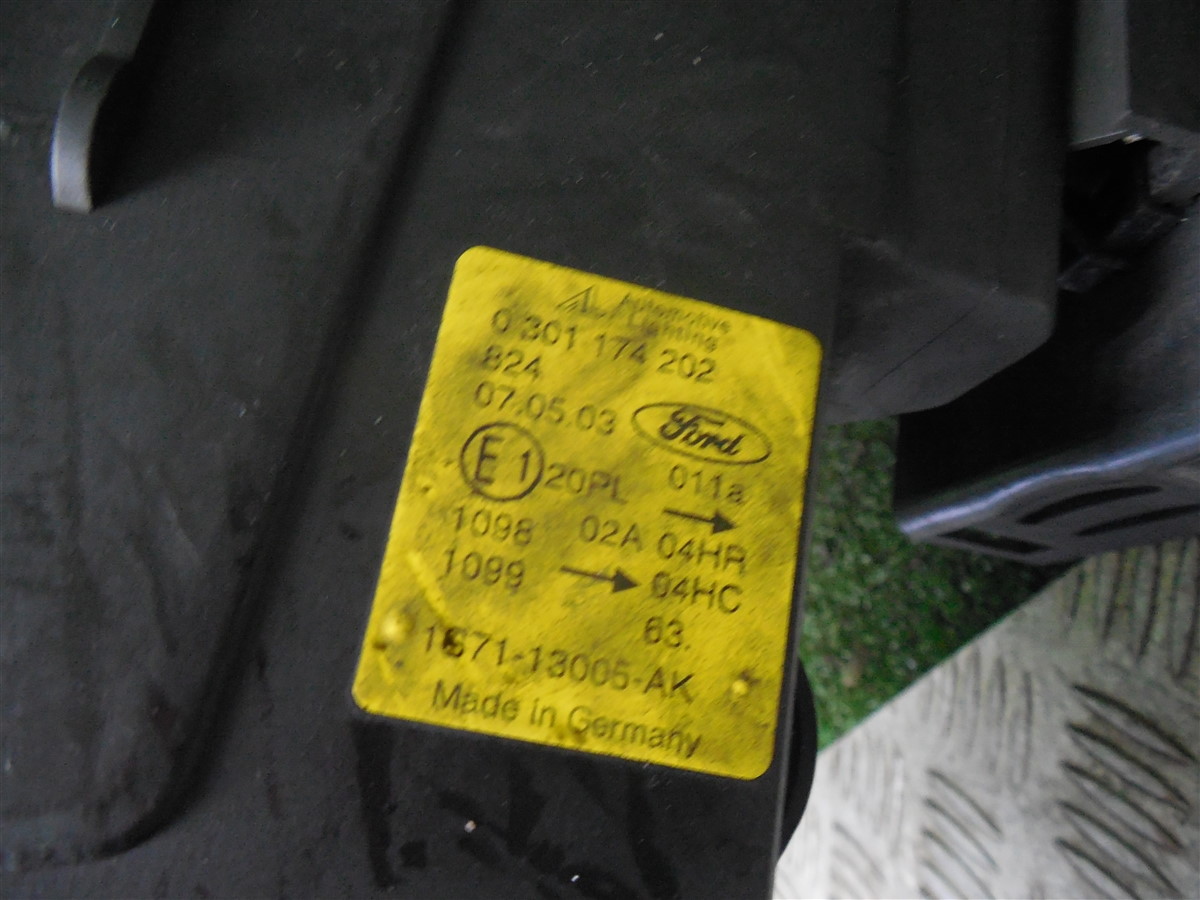 AL Automotive
Lighting
0 301 174 202
824
07.05.03 Ford
E1 20PL 011a
1098 02A 04HR
1099 04HC
63.
1S71-13005-AK
Made in Germany